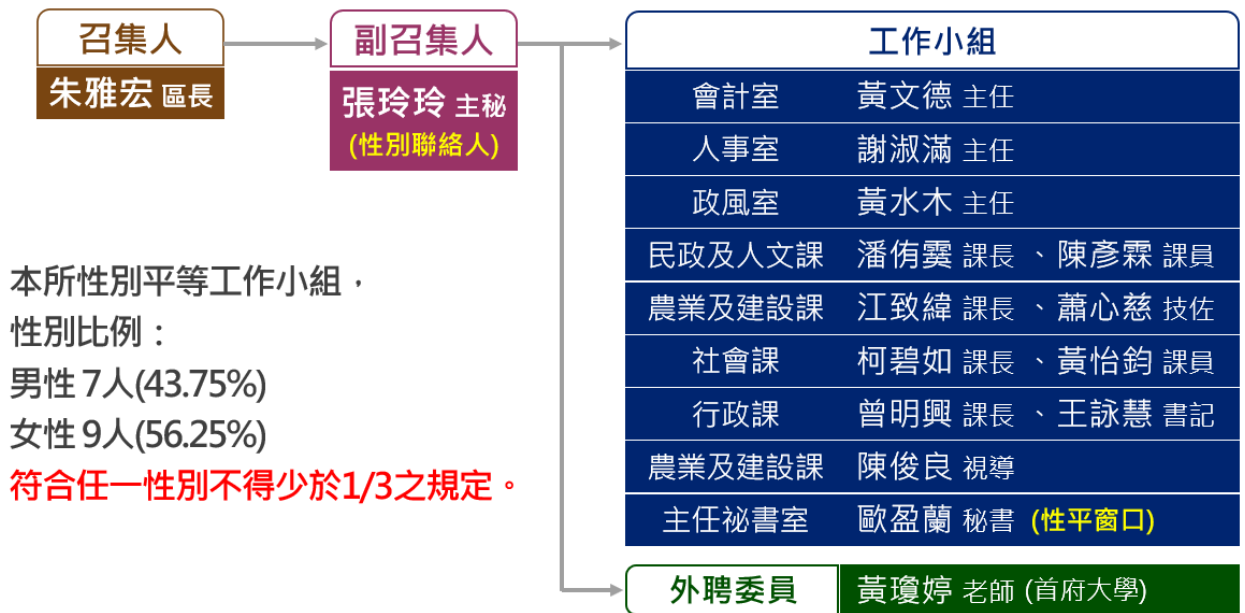 召集人
朱雅宏 區長
副召集人
張玲玲 主秘
(性別聯絡人)
工作小組
會計室 黃文德 主任
人事室 謝淑滿 主任
政風室 黃水木 主任
民政及人文課 潘侑霙 課長 、陳彥霖 課員
農業及建設課 江致緯 課長 、蕭心慈 技佐
社會課 柯碧如 課長 、黃怡鈞 課員
行政課 曾明興 課長 、王詠慧 書記
農業及建設課 陳俊良 視導
主任祕書室 歐盈蘭 秘書 (性平窗口)
外聘委員 黃瓊婷 老師 (首府大學)
本所性別平等工作小組，
性別比例：
男性 7人(43.75%)
女性 9人(56.25%)
符合任一性別不得少於1/3之規定。